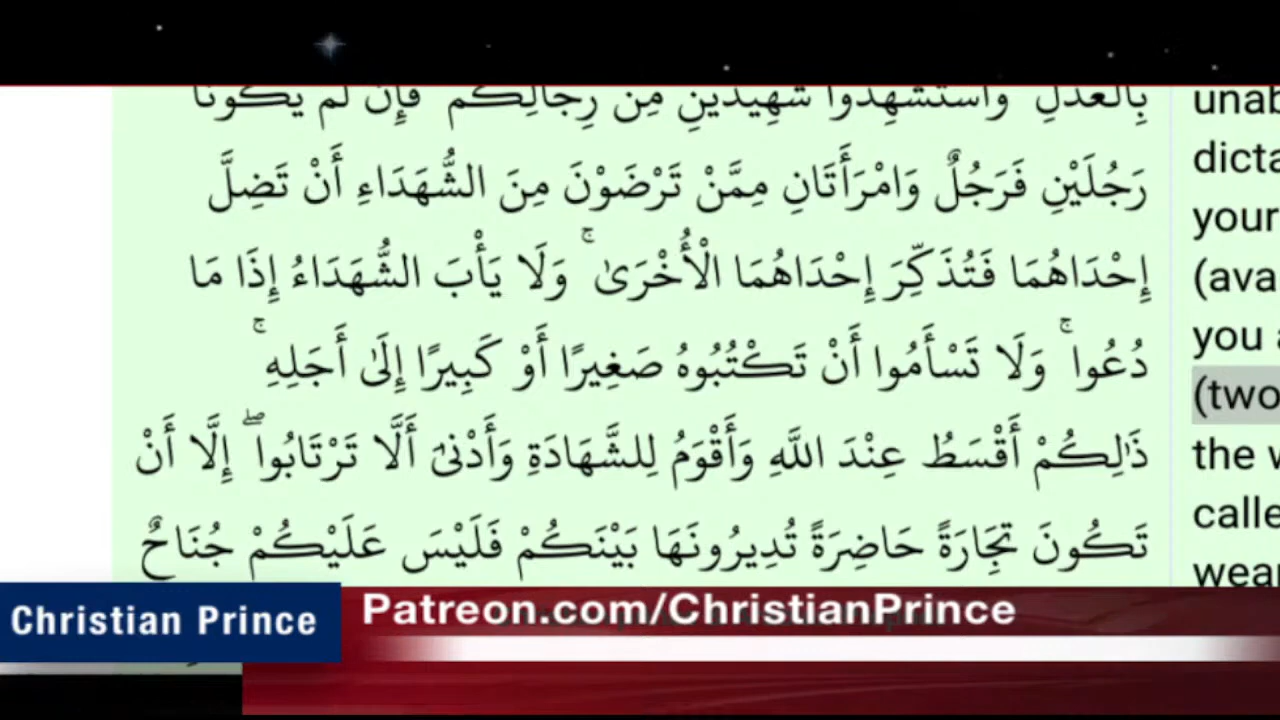 بِالْعَدْلِ وَاسْتَشْهِدُوا شَهِيدَيْنِ مِنْ رِجَالِكُمْ فَإِنْ لَمْ يَكُونَا
رَجُلَيْنِ فَرَجُلٌ وَامْرَأَتَانِ مِمَّنْ تَرْضَوْنَ مِنَ الشُّهَدَاءِ أَنْ تَضِلَّ
إِحْدَاهُمَا فَتُذَكِّرَ إِحْدَاهُمَا الْأُخْرَىٰ ۚ وَلَا يَأْبَ الشُّهَدَاءُ إِذَا مَا
دُعُوا ۚ وَلَا تَسْأَمُوا أَنْ تَكْتُبُوهُ صَغِيرًا أَوْ كَبِيرًا إِلَىٰ أَجَلِهِ ۚ
ذَٰلِكُمْ أَقْسَطُ عِنْدَ اللَّهِ وَأَقْوَمُ لِلشَّهَادَةِ وَأَدْنَىٰ أَلَّا تَرْتَابُوا ۖ إِلَّا أَنْ
تَكُونَ تِجَارَةً حَاضِرَةً تُدِيرُونَهَا بَيْنَكُمْ فَلَيْسَ عَلَيْكُمْ جُنَاحٌ
unab
dicta
your
(ava
you a
(two
the w
calle
wear
Christian Prince
Patreon.com/ChristianPrince